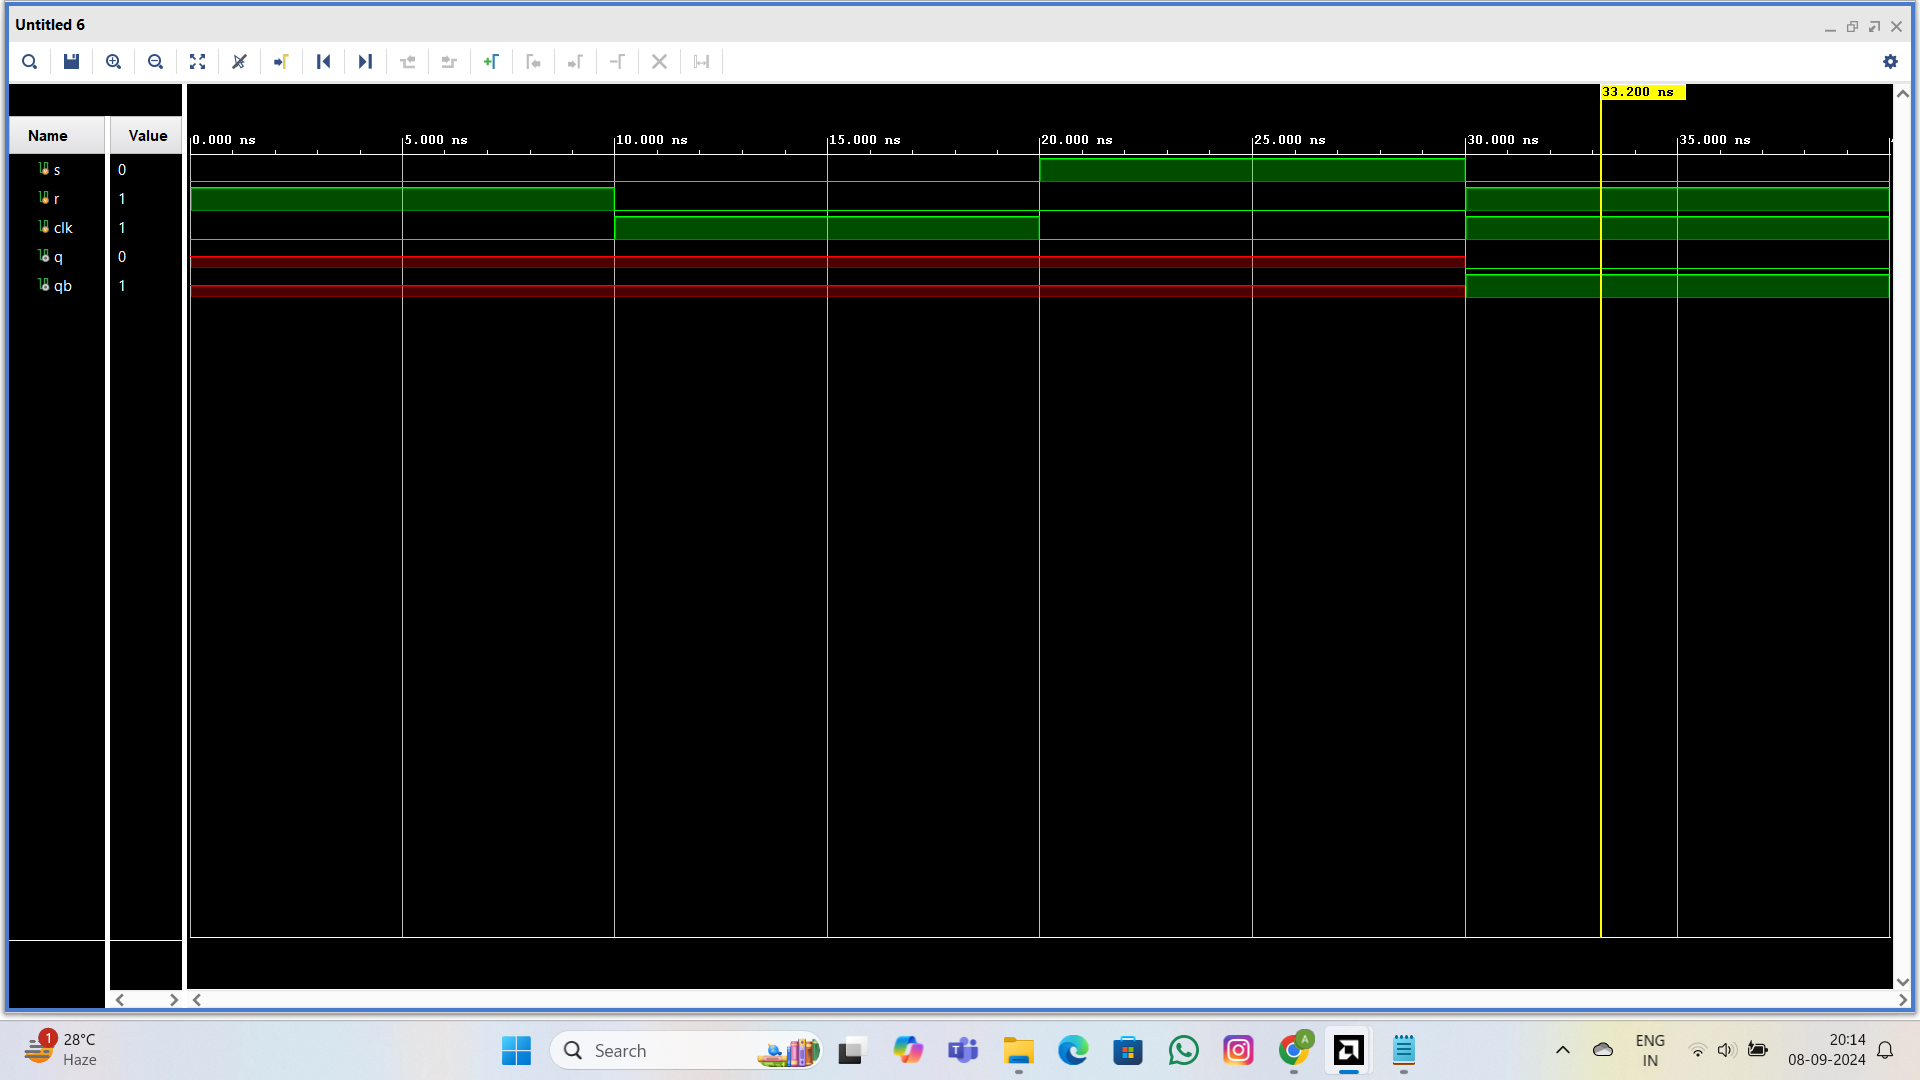 Untitled 6
33.200 ns
Name Value
0.000 ns 5.000 ns 10.000 ns 15.000 ns 20.000 ns 25.000 ns 30.000 ns 35.000 ns
s 0
r 1
clk 1
q 0
qb 1
1
28°C
Haze
Search
A
ENG
IN
20:14
08-09-2024